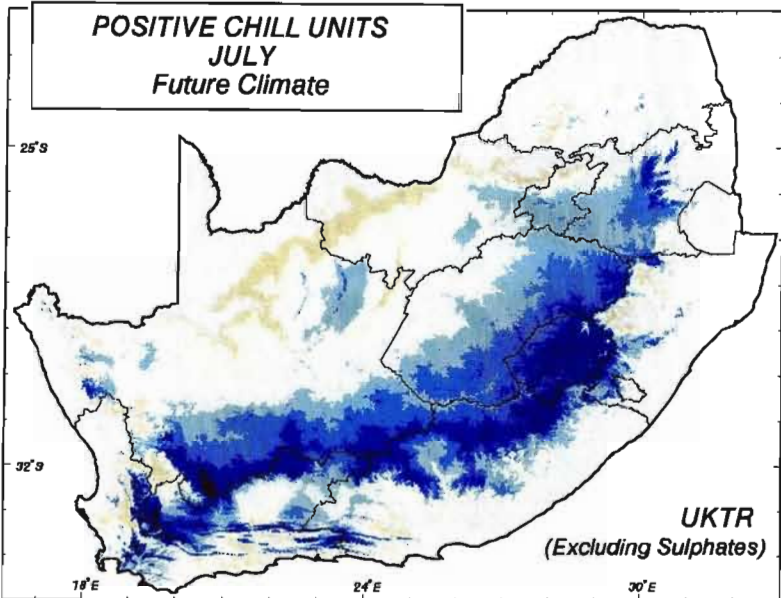 POSITIVE CHILL UNITS
JULY
Future Climate
25°S
32°S
UKTR
(Excluding Sulphates)
18°E 24°E 30°E